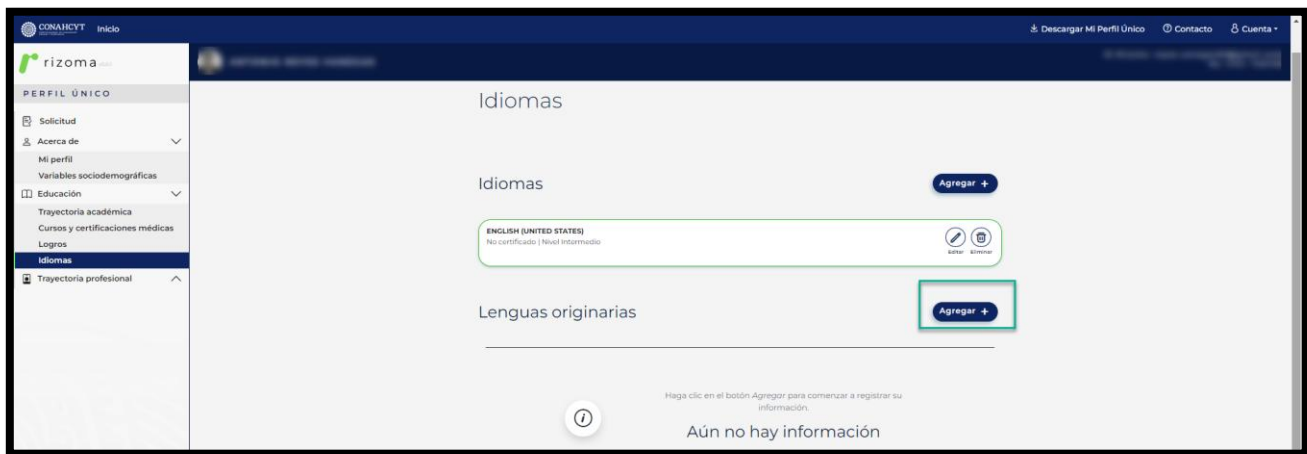 CONAHCYT Inicio Descargar Mi Perfil Único Contacto Cuenta
rizoma
PERFIL ÚNICO
Solicitud
Acerca de
Mi perfil
Variables sociodemográficas
Educación
Trayectoria académica
Cursos y certificaciones médicas
Logros
Idiomas
Trayectoria profesional
Idiomas
Idiomas Agregar +
ENGLISH (UNITED STATES)
No certificado | Nivel Intermedio
Editar Eliminar
Lenguas originarias Agregar +
Haga clic en el botón Agregar para comenzar a registrar su
información.
Aún no hay información